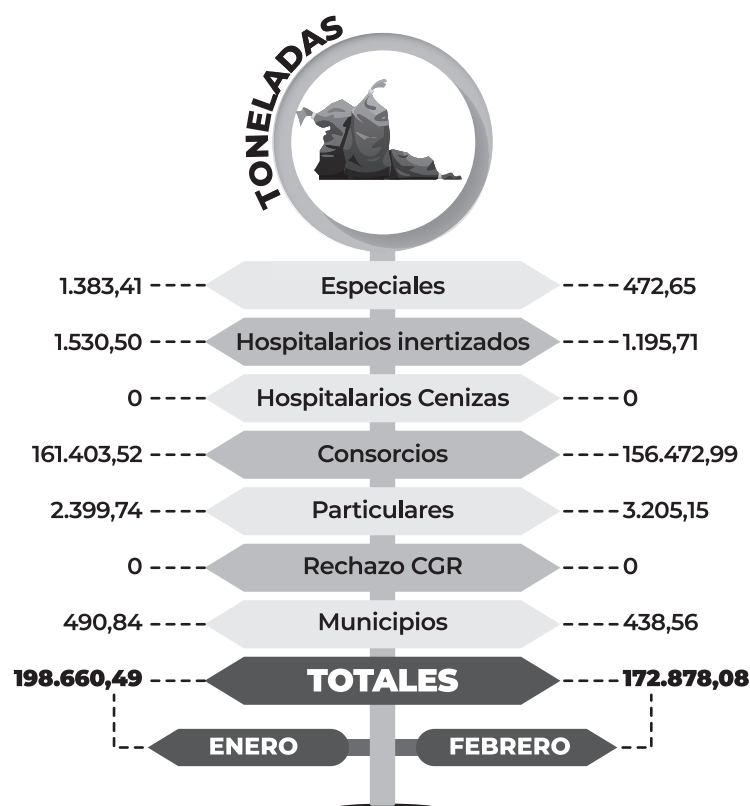 TONELADAS
1.383,41 Especiales 472,65
1.530,50 Hospitalarios inertizados 1.195,71
0 Hospitalarios Cenizas 0
161.403,52 Consorcios 156.472,99
2.399,74 Particulares 3.205,15
0 Rechazo CGR 0
490,84 Municipios 438,56
198.660,49 TOTALES 172.878,08
ENERO FEBRERO